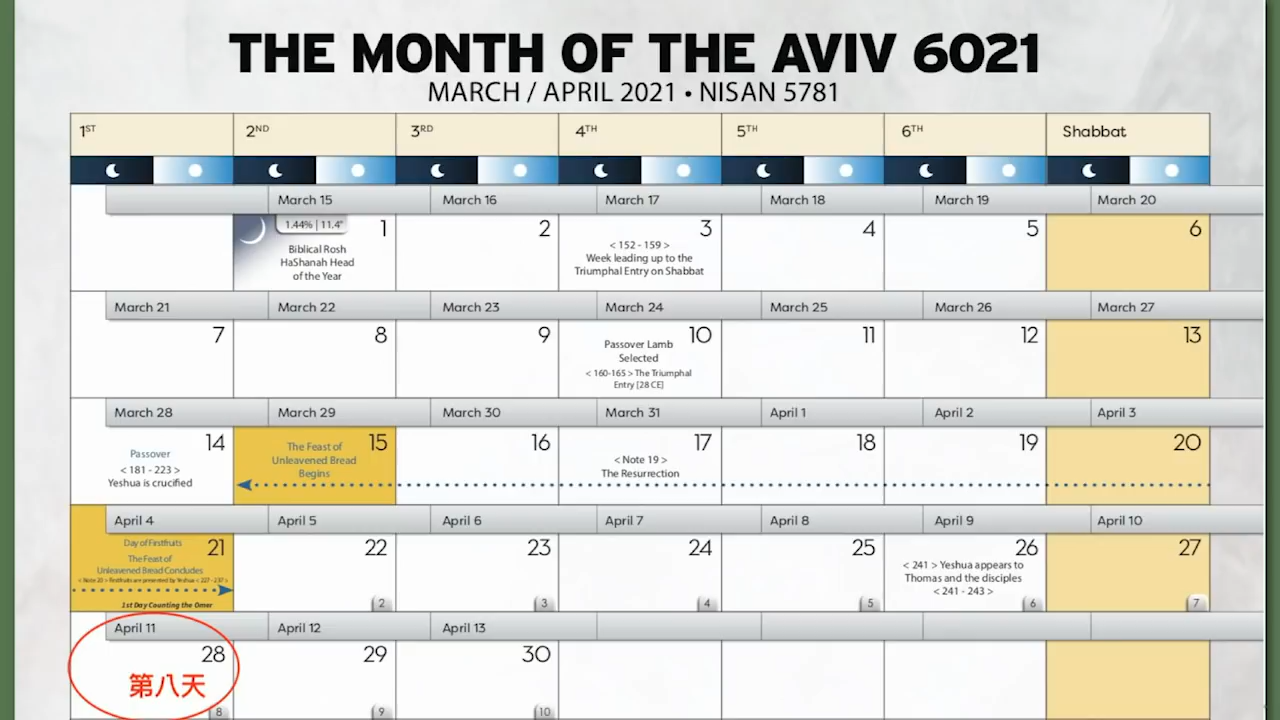 THE MONTH OF THE AVIV 6021
MARCH / APRIL 2021 • NISAN 5781
1ST
2ND
3RD
4TH
5TH
6TH
Shabbat
March 15
March 16
March 17
March 18
March 19
March 20
1.44% | 11.4°
1
Biblical Rosh
HaShanah Head
of the Year
2
3
< 152 - 159 >
Week leading up to the
Triumphal Entry on Shabbat
4
5
6
March 21
March 22
March 23
March 24
March 25
March 26
March 27
7
8
9
10
Passover Lamb
Selected
< 160-165 > The Triumphal
Entry [28 CE]
11
12
13
March 28
March 29
March 30
March 31
April 1
April 2
April 3
14
Passover
< 181 - 223 >
Yeshua is crucified
15
The Feast of
Unleavened Bread
Begins
16
17
< Note 19 >
The Resurrection
18
19
20
April 4
April 5
April 6
April 7
April 8
April 9
April 10
Day of Firstfruits
21
The Feast of
Unleavened Bread Concludes
< Note 20 > Firstfruits are presented by Yeshua < 227 - 237 >
1st Day Counting the Omer
22
2
23
3
24
4
25
5
26
< 241 > Yeshua appears to
Thomas and the disciples
< 241 - 243 >
6
27
7
April 11
April 12
April 13
28
第八天
8
29
9
30
10